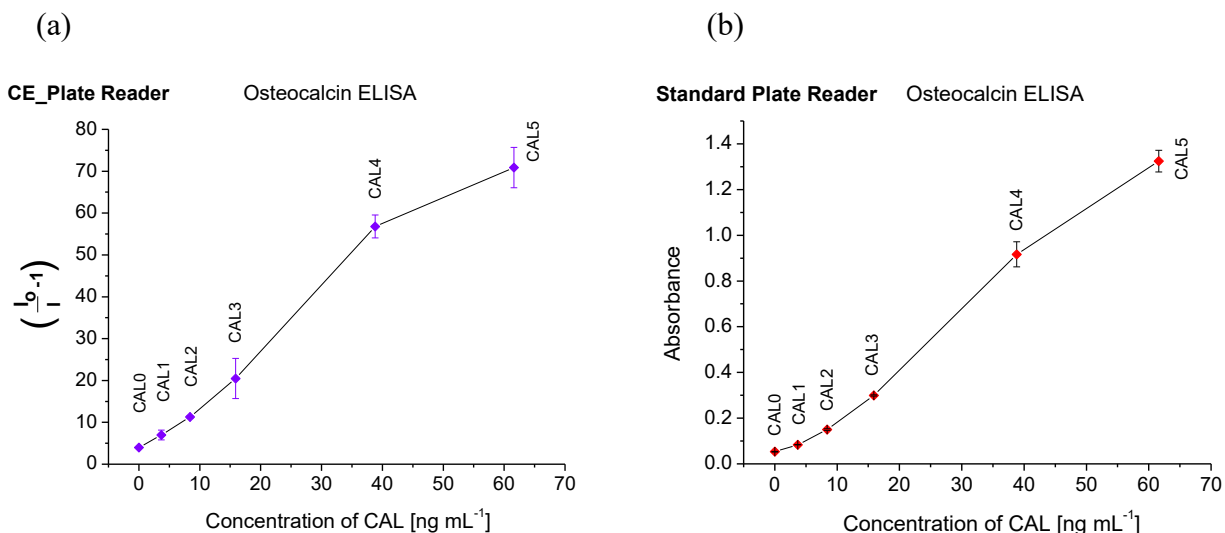 (a)
CE_Plate Reader Osteocalcin ELISA
80
70
60
50
40
30
20
10
0
(Io/I -1)
CAL0
CAL1
CAL2
CAL3
CAL4
CAL5
0 10 20 30 40 50 60 70
Concentration of CAL [ng mL⁻¹]
(b)
Standard Plate Reader Osteocalcin ELISA
1.4
1.2
1.0
0.8
0.6
0.4
0.2
0.0
Absorbance
CAL0
CAL1
CAL2
CAL3
CAL4
CAL5
0 10 20 30 40 50 60 70
Concentration of CAL [ng mL⁻¹]